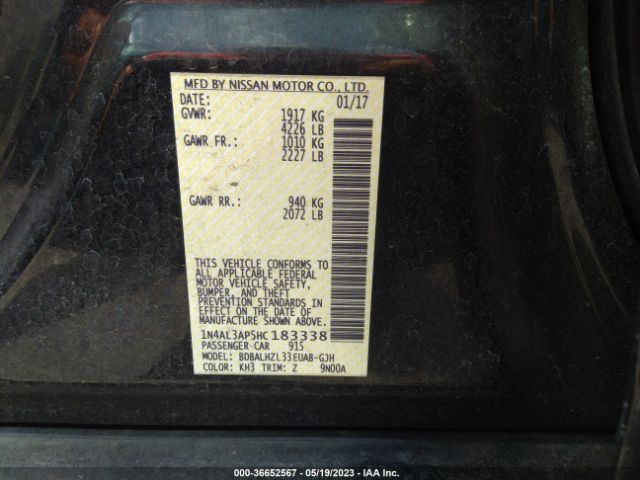 MFD BY NISSAN MOTOR CO., LTD.
DATE: 01/17
GVWR: 1917 KG
4226 LB
GAWR FR.: 1010 KG
2227 LB
GAWR RR.: 940 KG
2072 LB
THIS VEHICLE CONFORMS TO
ALL APPLICABLE FEDERAL
MOTOR VEHICLE SAFETY,
BUMPER, AND THEFT
PREVENTION STANDARDS
IN EFFECT ON THE DATE OF
MANUFACTURE SHOWN ABOVE.
1N4AL3AP5HC 183338
PASSENGER CAR 915
MODEL: BDBALHZL33EUAB-GJH
COLOR: KH3 TRIM: Z 9N00A
000-36652567 - 05/19/2023 - IAA Inc.